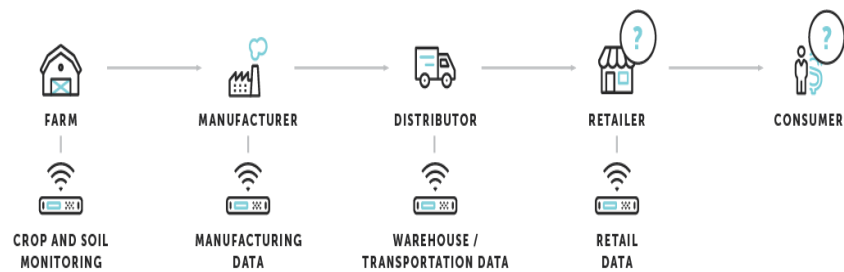 ?
?
FARM
MANUFACTURER
DISTRIBUTOR
RETAILER
CONSUMER
CROP AND SOIL
MONITORING
MANUFACTURING
DATA
WAREHOUSE /
TRANSPORTATION DATA
RETAIL
DATA